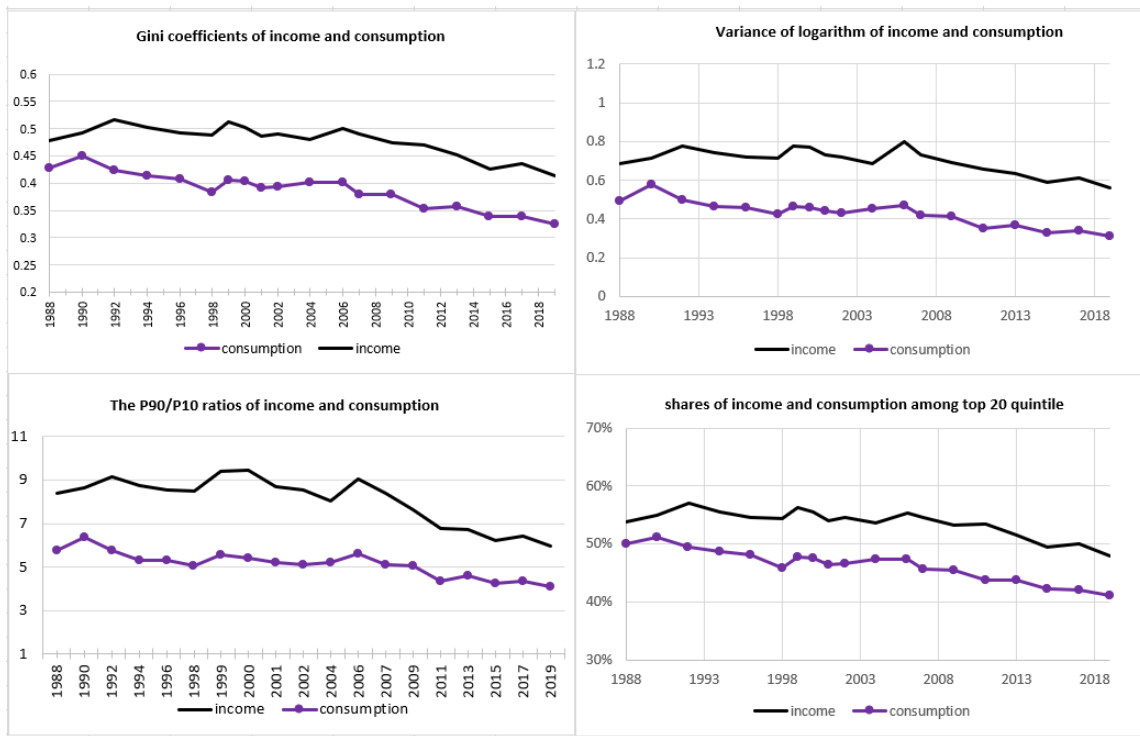 Gini coefficients of income and consumption
0.6
0.55
0.5
0.45
0.4
0.35
0.3
0.25
0.2
1988 1990 1992 1994 1996 1998 2000 2002 2004 2006 2008 2010 2012 2014 2016 2018
consumption income
Variance of logarithm of income and consumption
1.2
1
0.8
0.6
0.4
0.2
0
1988 1993 1998 2003 2008 2013 2018
income consumption
The P90/P10 ratios of income and consumption
11
9
7
5
3
1
1988 1990 1992 1994 1996 1998 1999 2000 2001 2002 2004 2006 2007 2009 2011 2013 2015 2017 2019
income consumption
shares of income and consumption among top 20 quintile
70%
60%
50%
40%
30%
1988 1993 1998 2003 2008 2013 2018
income consumption